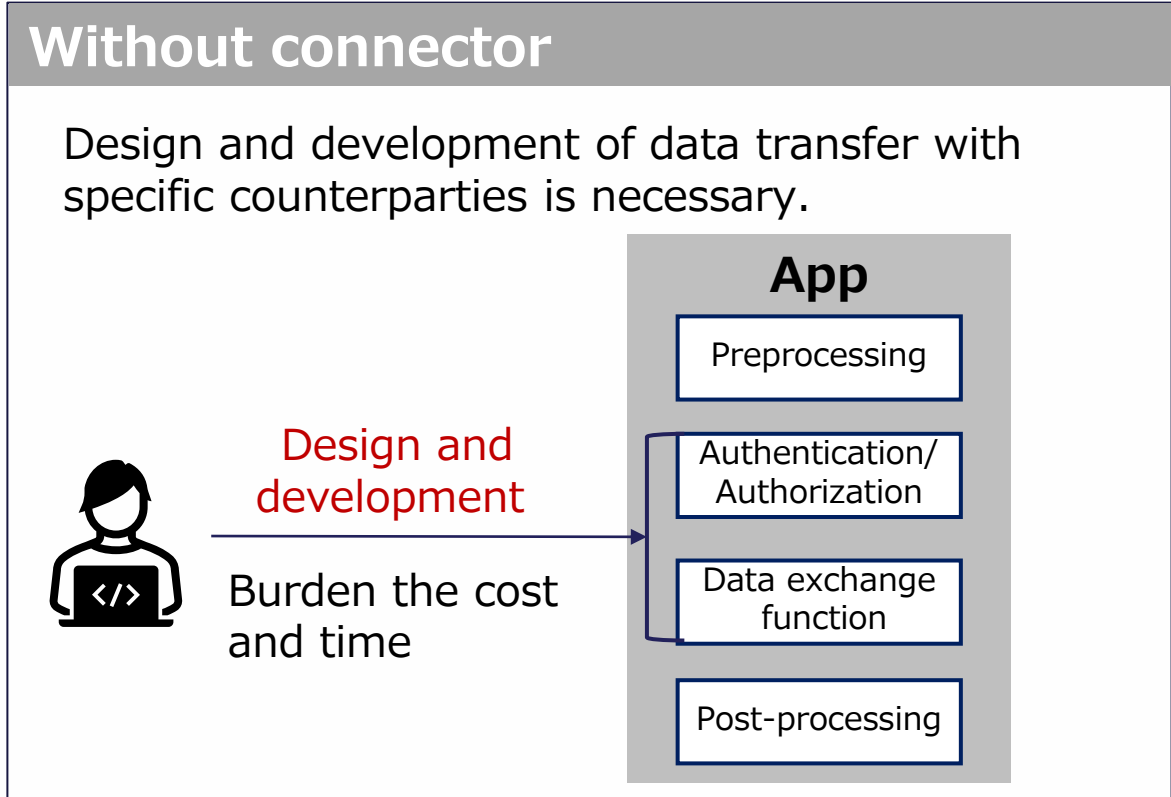 Without connector
Design and development of data transfer with
specific counterparties is necessary.
App
Preprocessing
Design and
development
Authentication/
Authorization
</>
Burden the cost
and time
Data exchange
function
Post-processing